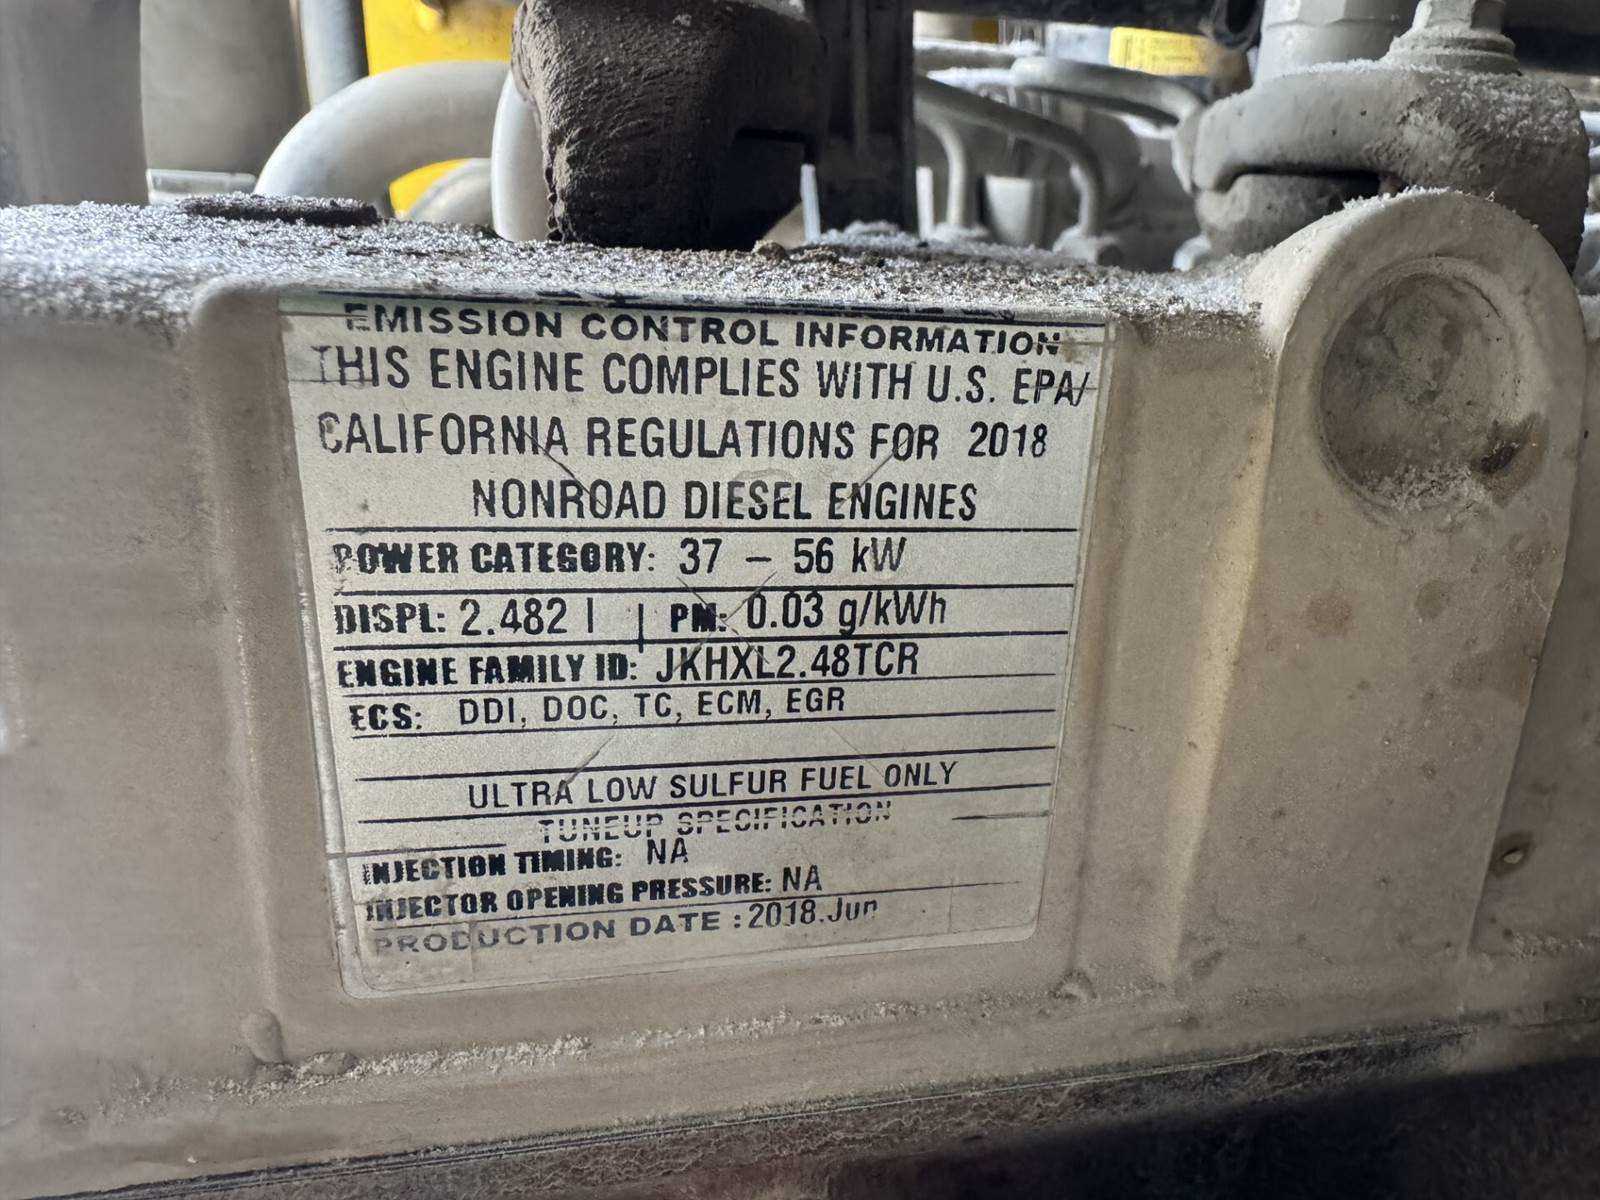 EMISSION CONTROL INFORMATION
THIS ENGINE COMPLIES WITH U.S. EPA/
CALIFORNIA REGULATIONS FOR 2018
NONROAD DIESEL ENGINES
POWER CATEGORY: 37 – 56 kW
DISPL: 2.482 l | PM: 0.03 g/kWh
ENGINE FAMILY ID: JKHXL2.48TCR
ECS: DDI, DOC, TC, ECM, EGR
ULTRA LOW SULFUR FUEL ONLY
TUNEUP SPECIFICATION
INJECTION TIMING: NA
INJECTOR OPENING PRESSURE: NA
PRODUCTION DATE : 2018.Jun